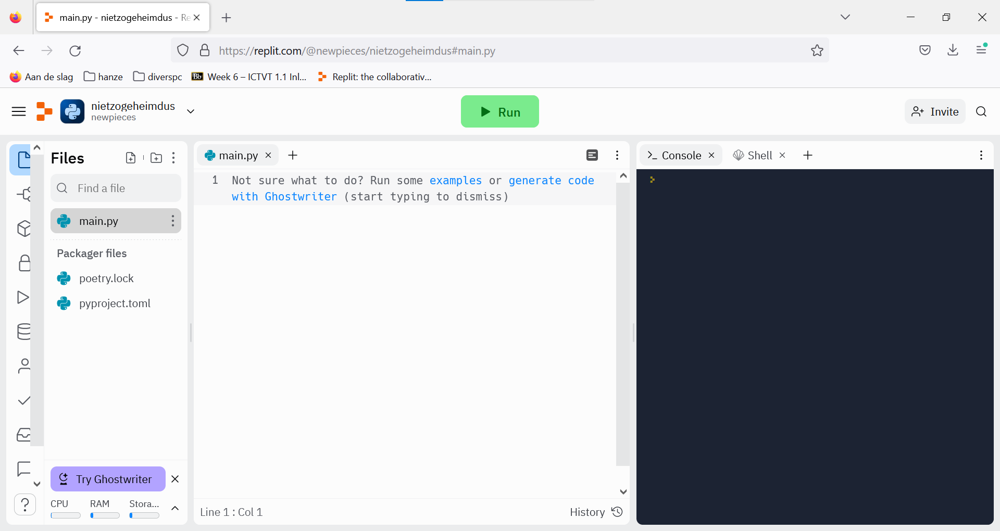 main.py - nietzogeheimdus - Re
https://replit.com/@newpieces/nietzogeheimdus#main.py
Aan de slag
hanze
diverspc
Bb Week 6 – ICTVT 1.1 Inl...
Replit: the collaborativ...
nietzogeheimdus
newpieces
Run
Invite
Files
Find a file
main.py
Packager files
poetry.lock
pyproject.toml
Try Ghostwriter
CPU
RAM
Stora...
?
main.py
1 Not sure what to do? Run some examples or generate code
with Ghostwriter (start typing to dismiss)
Line 1 : Col 1
History
Console
Shell